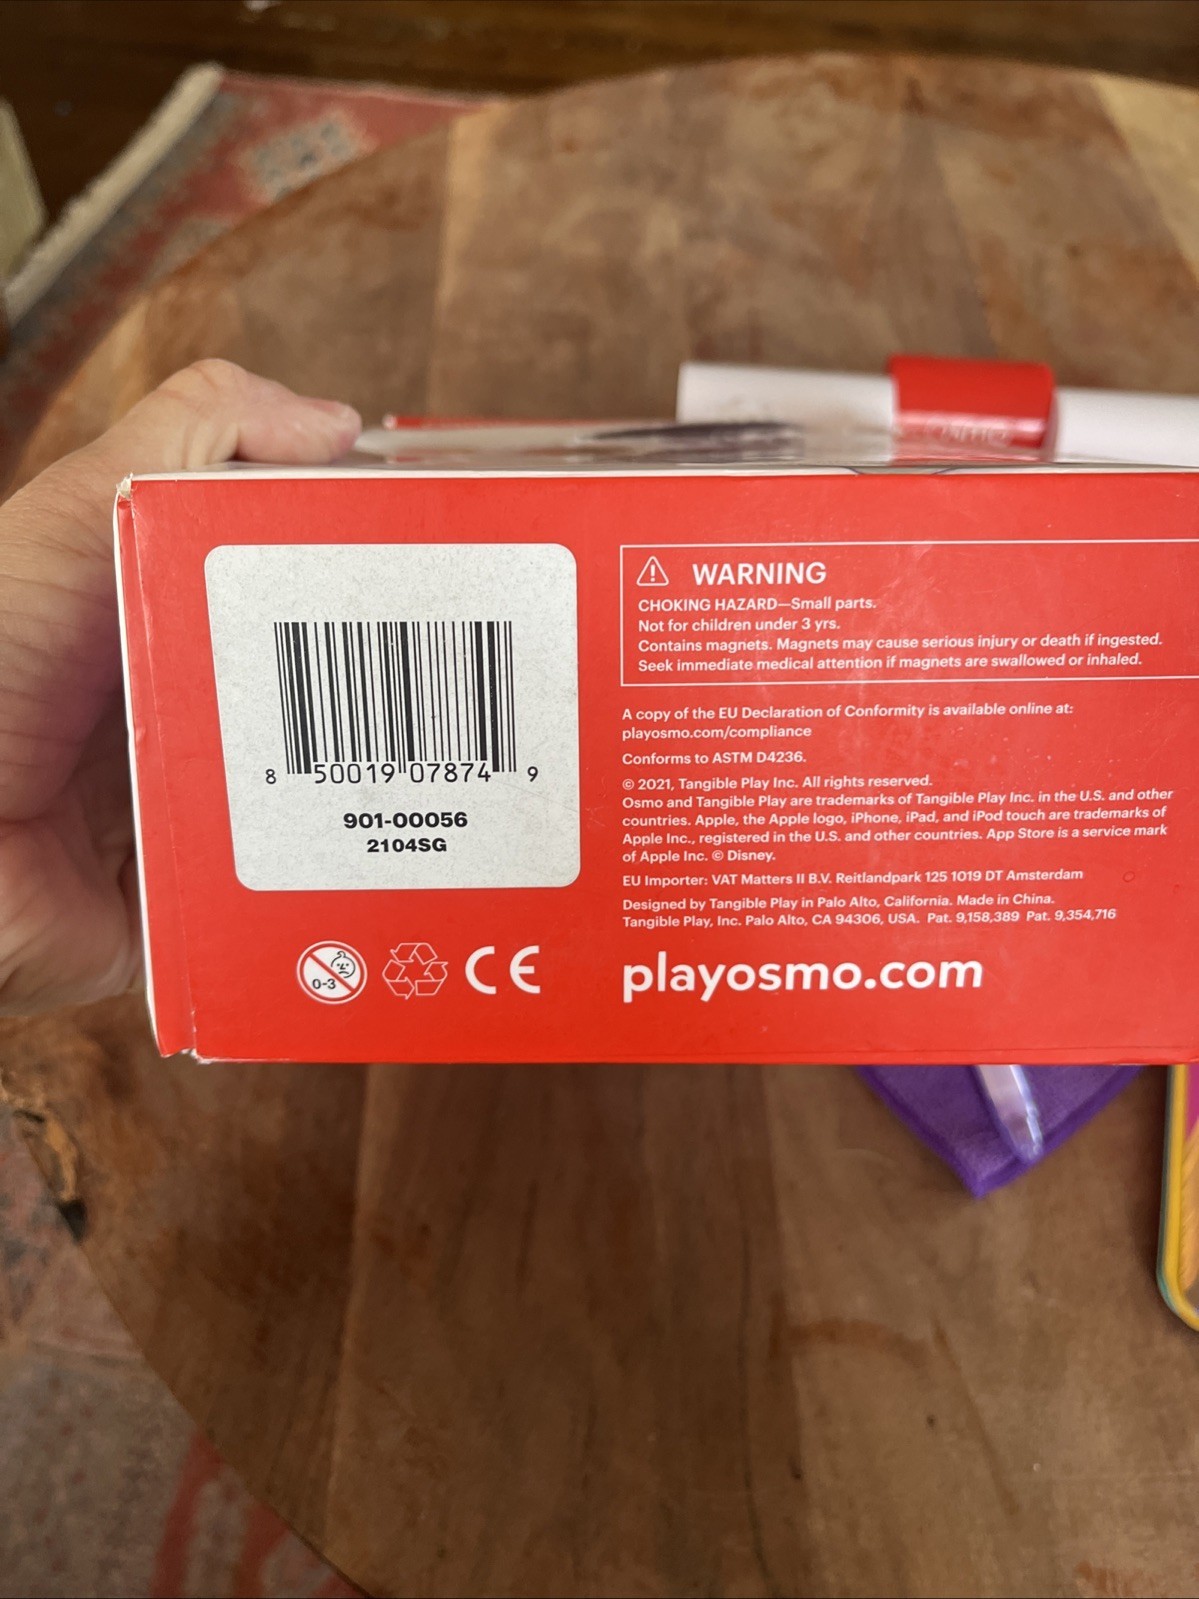 8 50019 07874 9
901-00056
2104SG
0-3
CE
WARNING
CHOKING HAZARD—Small parts.
Not for children under 3 yrs.
Contains magnets. Magnets may cause serious injury or death if ingested.
Seek immediate medical attention if magnets are swallowed or inhaled.
A copy of the EU Declaration of Conformity is available online at:
playosmo.com/compliance
Conforms to ASTM D4236.
© 2021, Tangible Play Inc. All rights reserved.
Osmo and Tangible Play are trademarks of Tangible Play Inc. in the U.S. and other
countries. Apple, the Apple logo, iPhone, iPad, and iPod touch are trademarks of
Apple Inc., registered in the U.S. and other countries. App Store is a service mark
of Apple Inc. © Disney.
EU Importer: VAT Matters II B.V. Reitlandpark 125 1019 DT Amsterdam
Designed by Tangible Play in Palo Alto, California. Made in China.
Tangible Play, Inc. Palo Alto, CA 94306, USA. Pat. 9,158,389 Pat. 9,354,716
playosmo.com